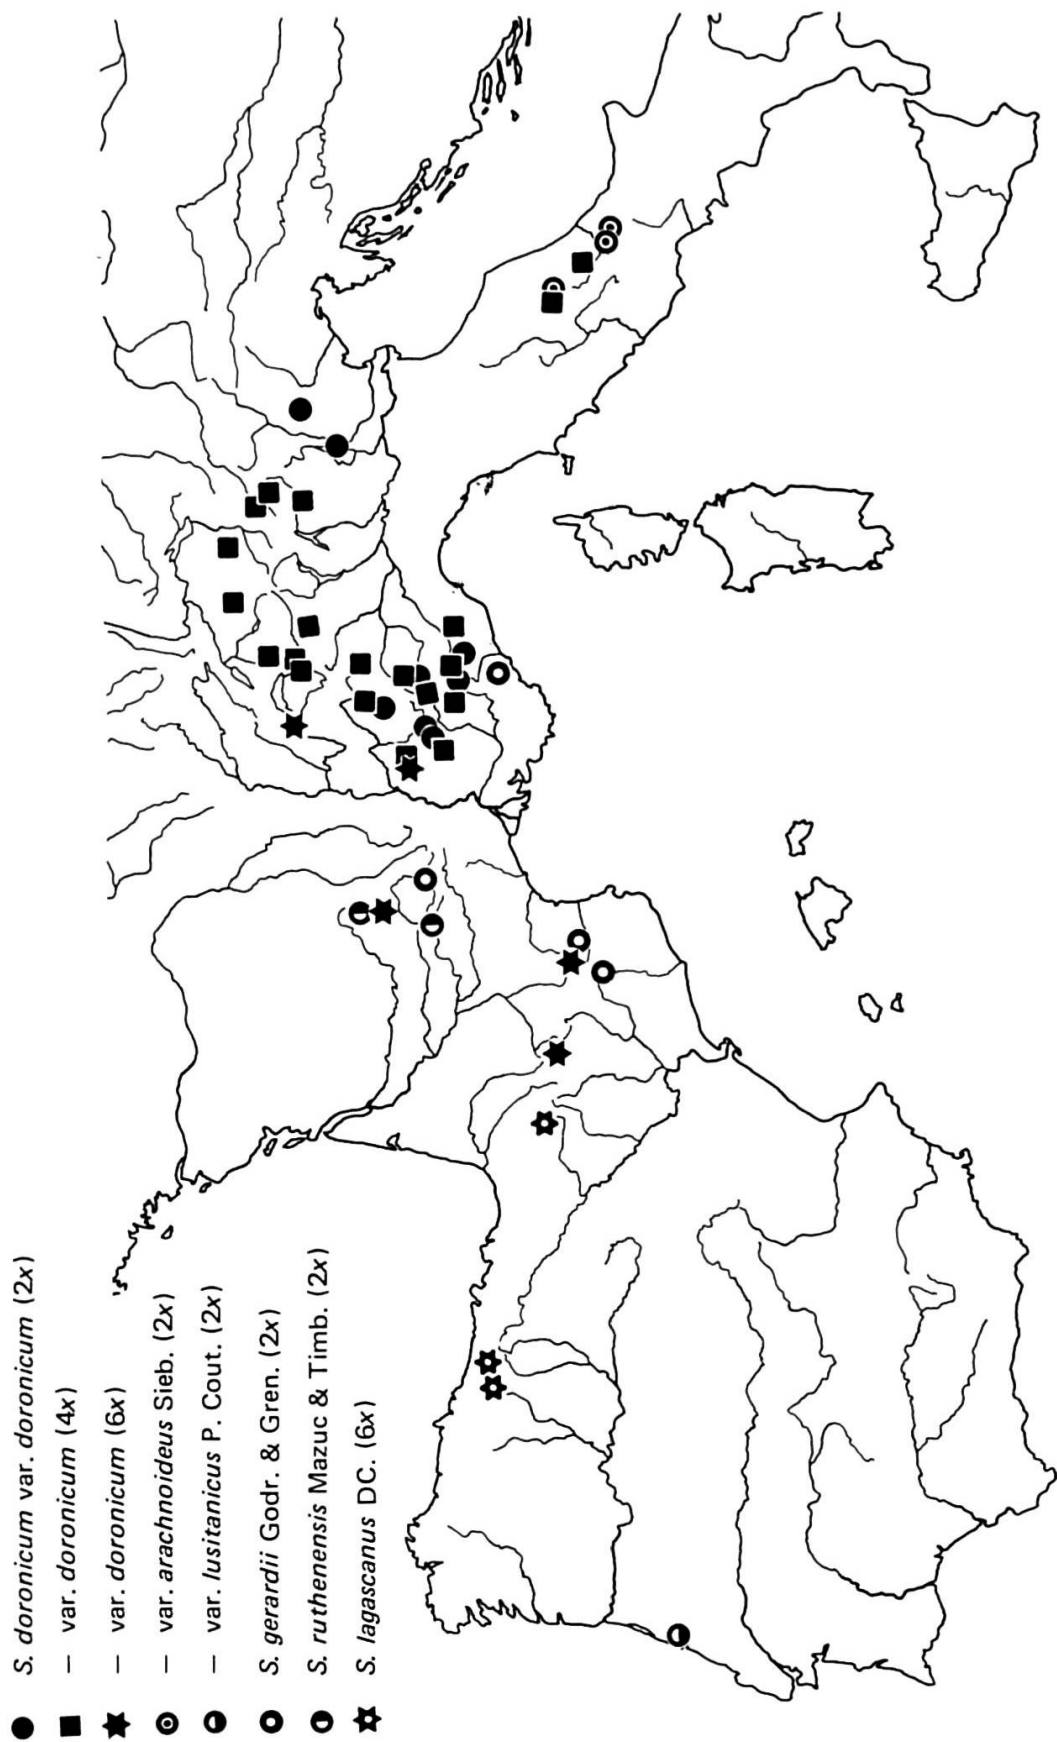 S. doronicum var. doronicum (2x)
– var. doronicum (4x)
– var. doronicum (6x)
– var. arachnoideus Sieb. (2x)
– var. lusitanicus P. Cout. (2x)
S. gerardii Godr. & Gren. (2x)
S. ruthenensis Mazuc & Timb. (2x)
S. lagascanus DC. (6x)